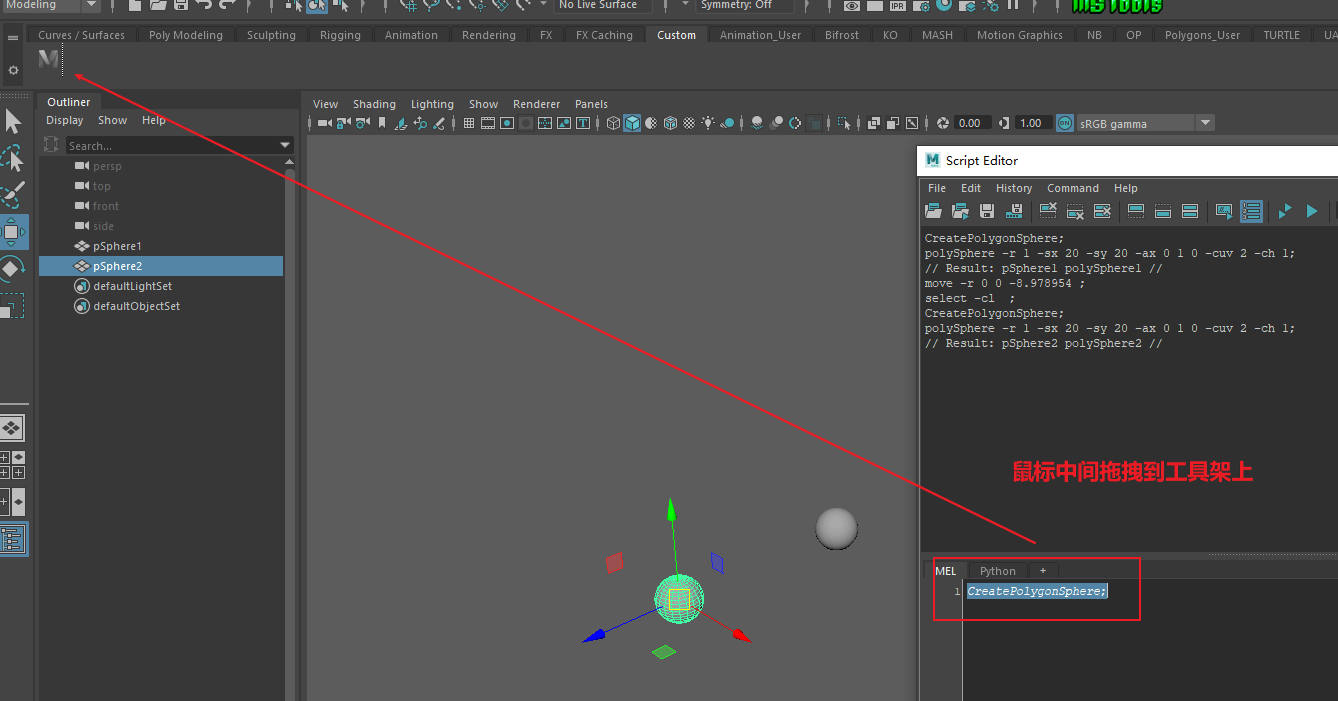 Modeling
No Live Surface
Symmetry: Off
IPR
MS Tools
Curves / Surfaces
Poly Modeling
Sculpting
Rigging
Animation
Rendering
FX
FX Caching
Custom
Animation_User
Bifrost
KO
MASH
Motion Graphics
NB
OP
Polygons_User
TURTLE
UA
Outliner
Display
Show
Help
Search...
persp
top
front
side
pSphere1
pSphere2
defaultLightSet
defaultObjectSet
View
Shading
Lighting
Show
Renderer
Panels
0.00
1.00
ON
sRGB gamma
Script Editor
File
Edit
History
Command
Help
CreatePolygonSphere;
polySphere -r 1 -sx 20 -sy 20 -ax 0 1 0 -cuv 2 -ch 1;
// Result: pSphere1 polySphere1 //
move -r 0 0 -8.978954 ;
select -cl  ;
CreatePolygonSphere;
polySphere -r 1 -sx 20 -sy 20 -ax 0 1 0 -cuv 2 -ch 1;
// Result: pSphere2 polySphere2 //
鼠标中间拖拽到工具架上
MEL
Python
+
1
CreatePolygonSphere;